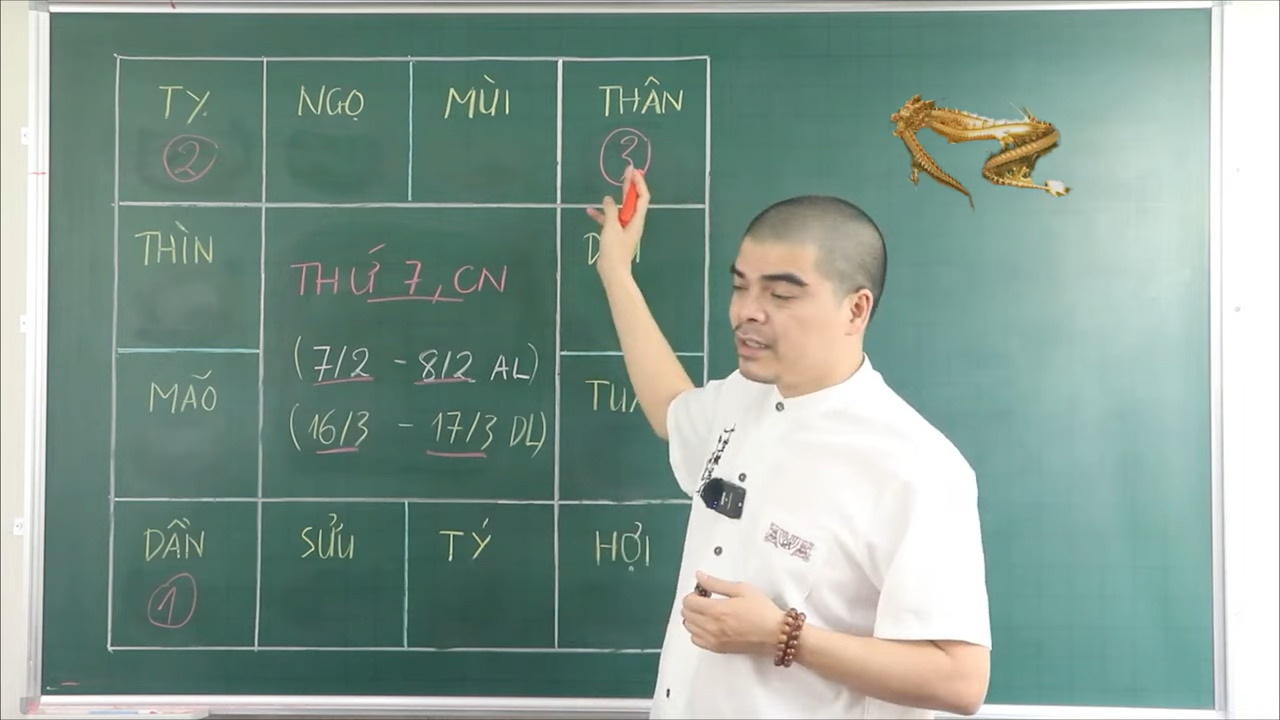 TỴ NGỌ MÙI THÂN
2 3
THÌN
THỨ 7, CN
(7/2 - 8/2 AL)
MÃO
(16/3 - 17/3 DL)
DẦN SỬU TÝ HỢI
1